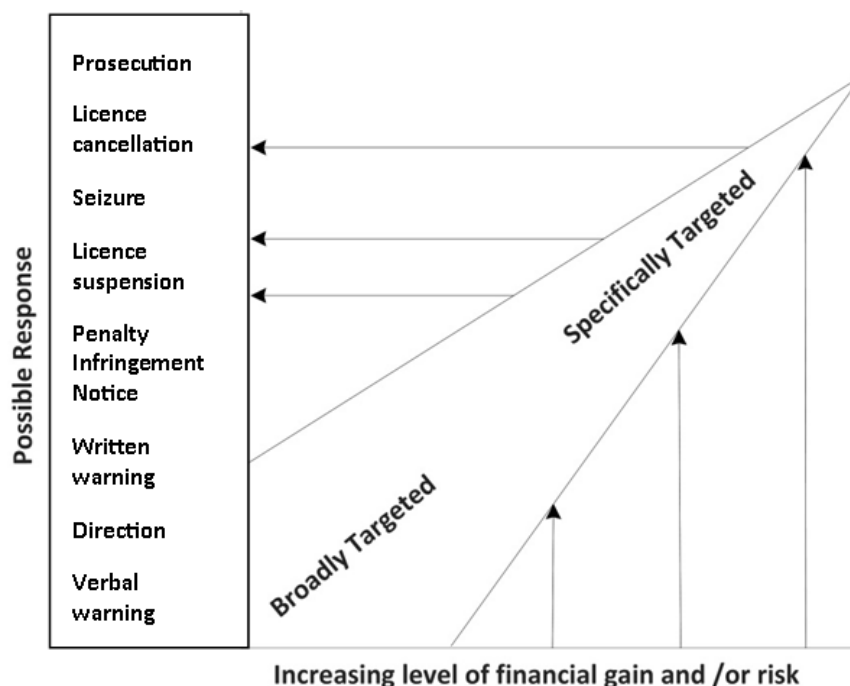 Prosecution
Licence
cancellation
Seizure
Licence
suspension
Penalty
Infringement
Notice
Written
warning
Direction
Verbal
warning
Possible Response
Specifically Targeted
Broadly Targeted
Increasing level of financial gain and /or risk